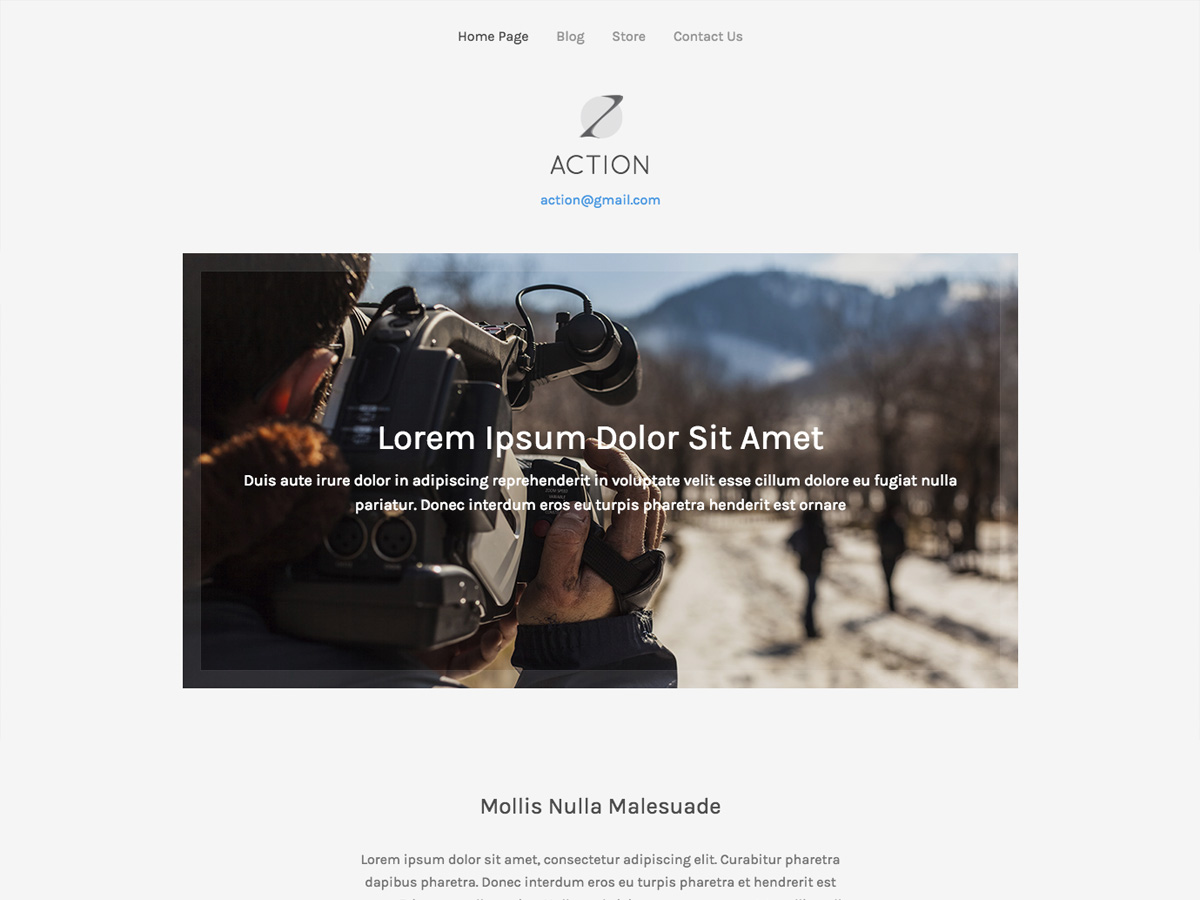 Home Page Blog Store Contact Us
ACTION
action@gmail.com
Lorem Ipsum Dolor Sit Amet
Duis aute irure dolor in adipiscing reprehenderit in voluptate velit esse cillum dolore eu fugiat nulla
pariatur. Donec interdum eros eu turpis pharetra henderit est ornare
Mollis Nulla Malesuade
Lorem ipsum dolor sit amet, consectetur adipiscing elit. Curabitur pharetra
dapibus pharetra. Donec interdum eros eu turpis pharetra et hendrerit est